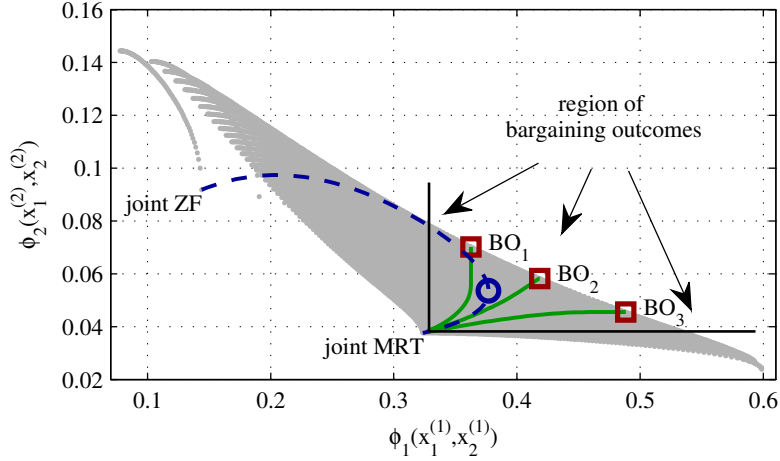 0.16
0.14
0.12
0.1
0.08
0.06
0.04
0.02
ϕ₂(x₁⁽²⁾,x₂⁽²⁾)
region of
bargaining outcomes
joint ZF
BO₁
BO₂
BO₃
joint MRT
0.1 0.2 0.3 0.4 0.5 0.6
ϕ₁(x₁⁽¹⁾,x₂⁽¹⁾)